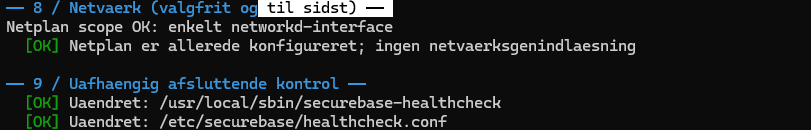 ── 8 / Netvaerk (valgfrit og til sidst) ──
Netplan scope OK: enkelt networkd-interface
[OK] Netplan er allerede konfigureret; ingen netvaerksgenindlaesning
── 9 / Uafhaengig afsluttende kontrol ──
[OK] Uaendret: /usr/local/sbin/securebase-healthcheck
[OK] Uaendret: /etc/securebase/healthcheck.conf